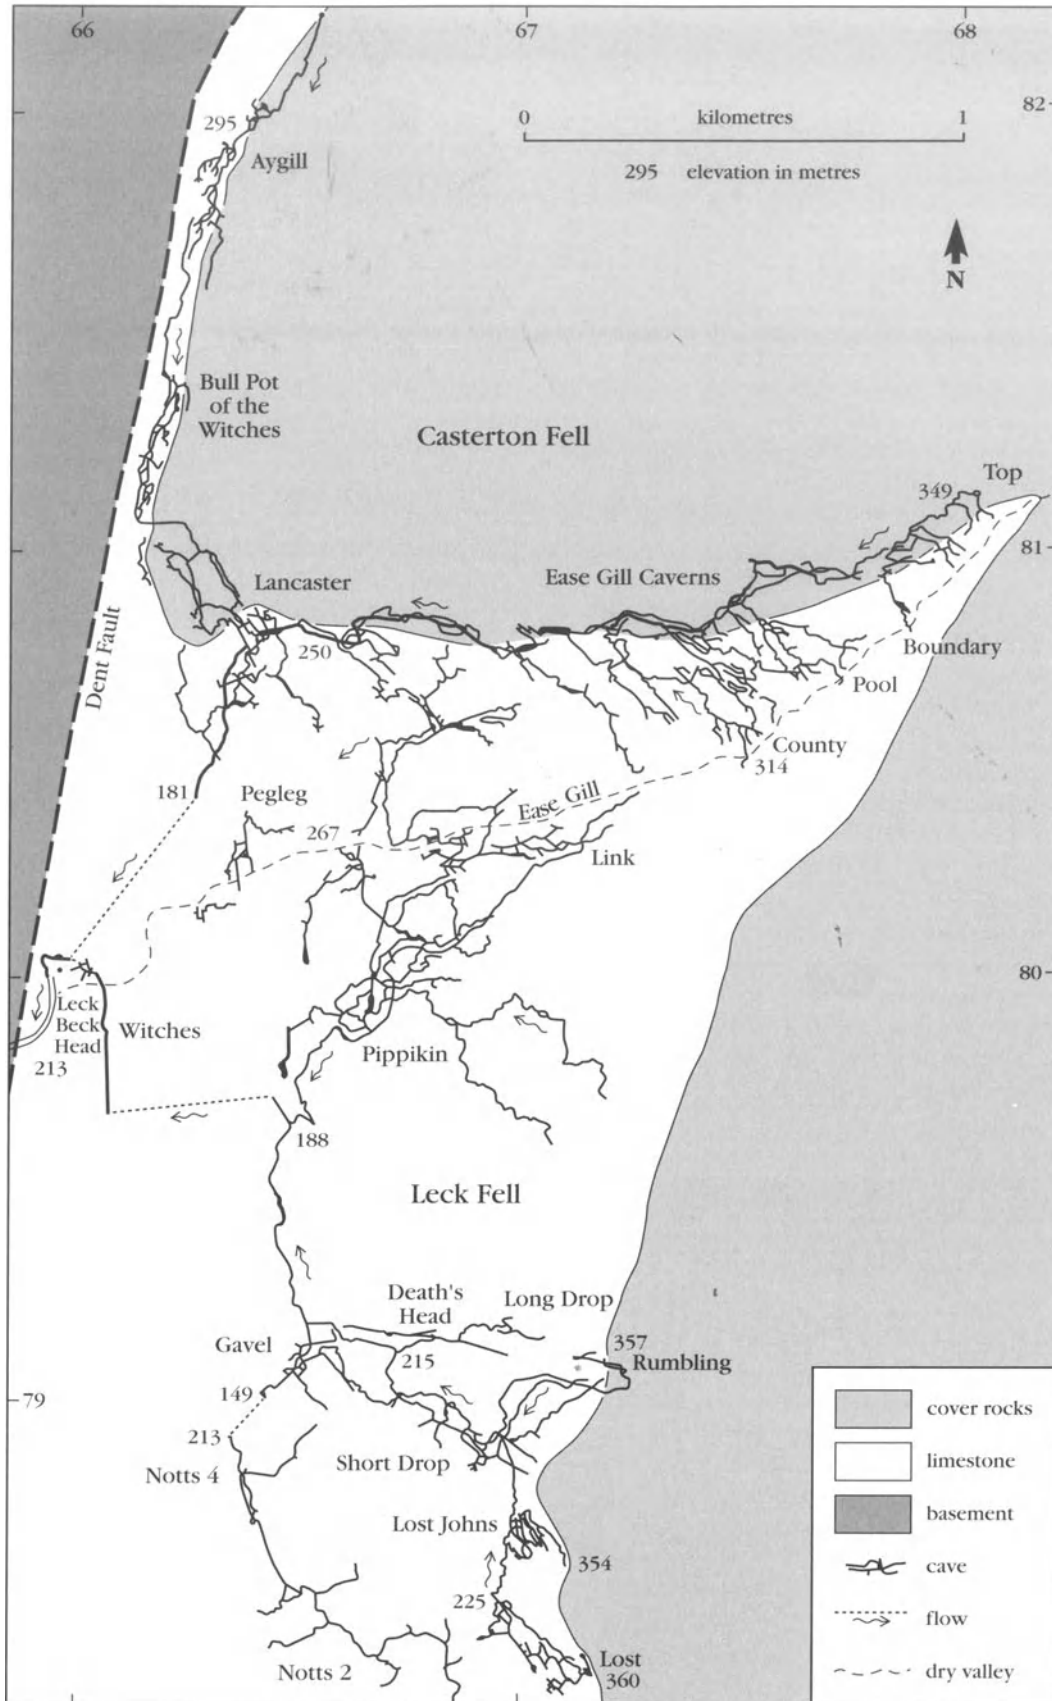 66
67
68
82
0
kilometres
1
295
Aygill
295 elevation in metres
N
Bull Pot
of the
Witches
Casterton Fell
Top
349
81
Lancaster
Ease Gill Caverns
Dent Fault
250
Boundary
Pool
County
314
181
Pegleg
Ease Gill
267
Link
80
Leck
Beck
Head
213
Witches
Pippikin
188
Leck Fell
Death's
Head
Long Drop
Gavel
215
357
Rumbling
149
79
213
Short Drop
Notts 4
Lost Johns
354
225
Lost
360
Notts 2
cover rocks
limestone
basement
cave
flow
dry valley